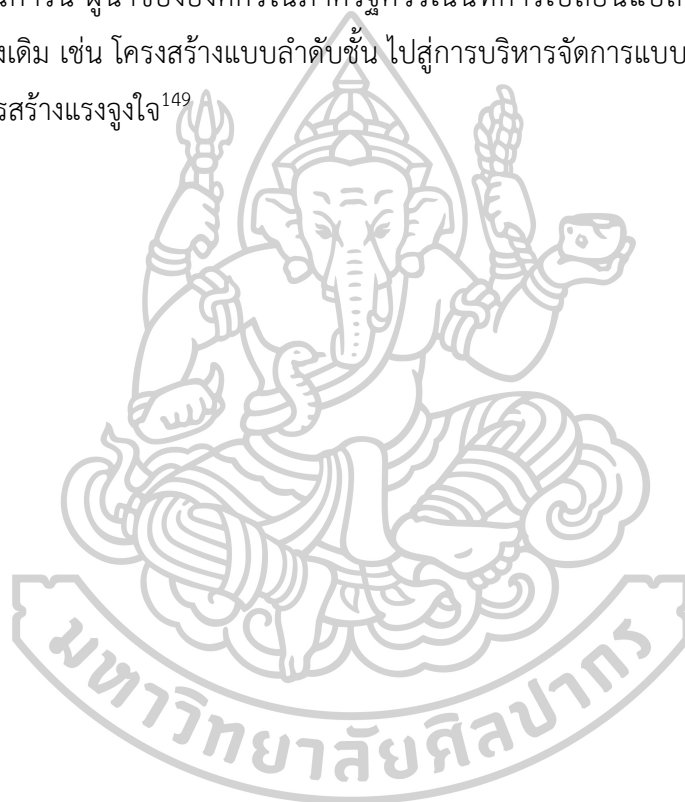 ผู้นำขององค์กรในภาครัฐควรเน้นที่การเปลี่ยนแปล
งเดิม เช่น โครงสร้างแบบลำดับชั้น ไปสู่การบริหารจัดการแบบ
รสร้างแรงจูงใจ149
มหาวิทยาลัยศิลปากร